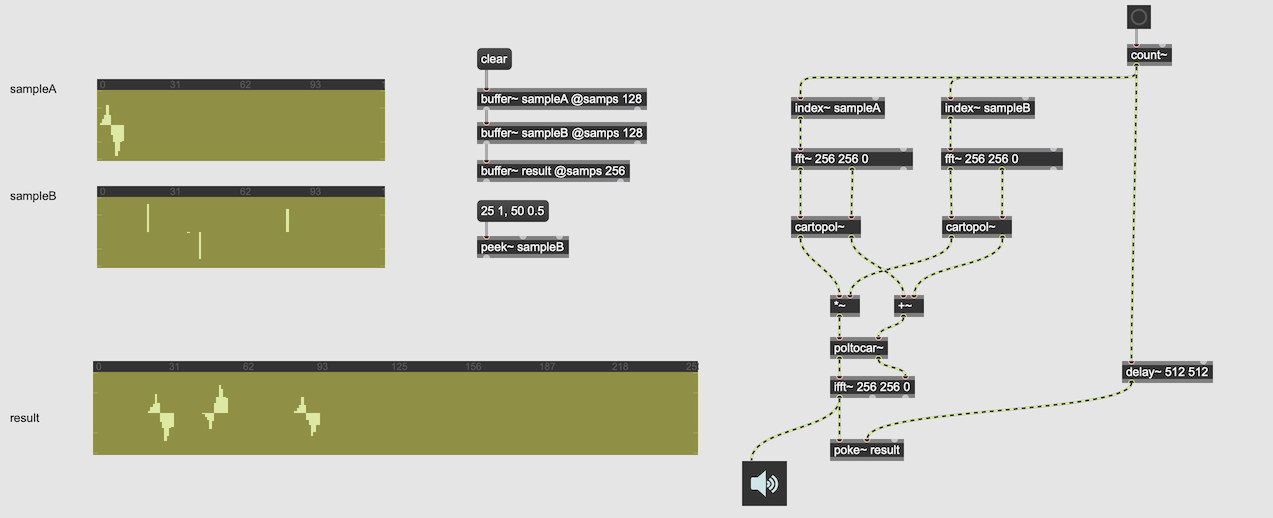 sampleA
0 31 62 93
sampleB
0 31 62 93
result
0 31 62 93 125 156 187 218 25
clear
buffer~ sampleA @samps 128
buffer~ sampleB @samps 128
buffer~ result @samps 256
25 1, 50 0.5
peek~ sampleB
count~
index~ sampleA
index~ sampleB
fft~ 256 256 0
fft~ 256 256 0
cartopol~
cartopol~
*~
+~
poltocar~
delay~ 512 512
ifft~ 256 256 0
poke~ result